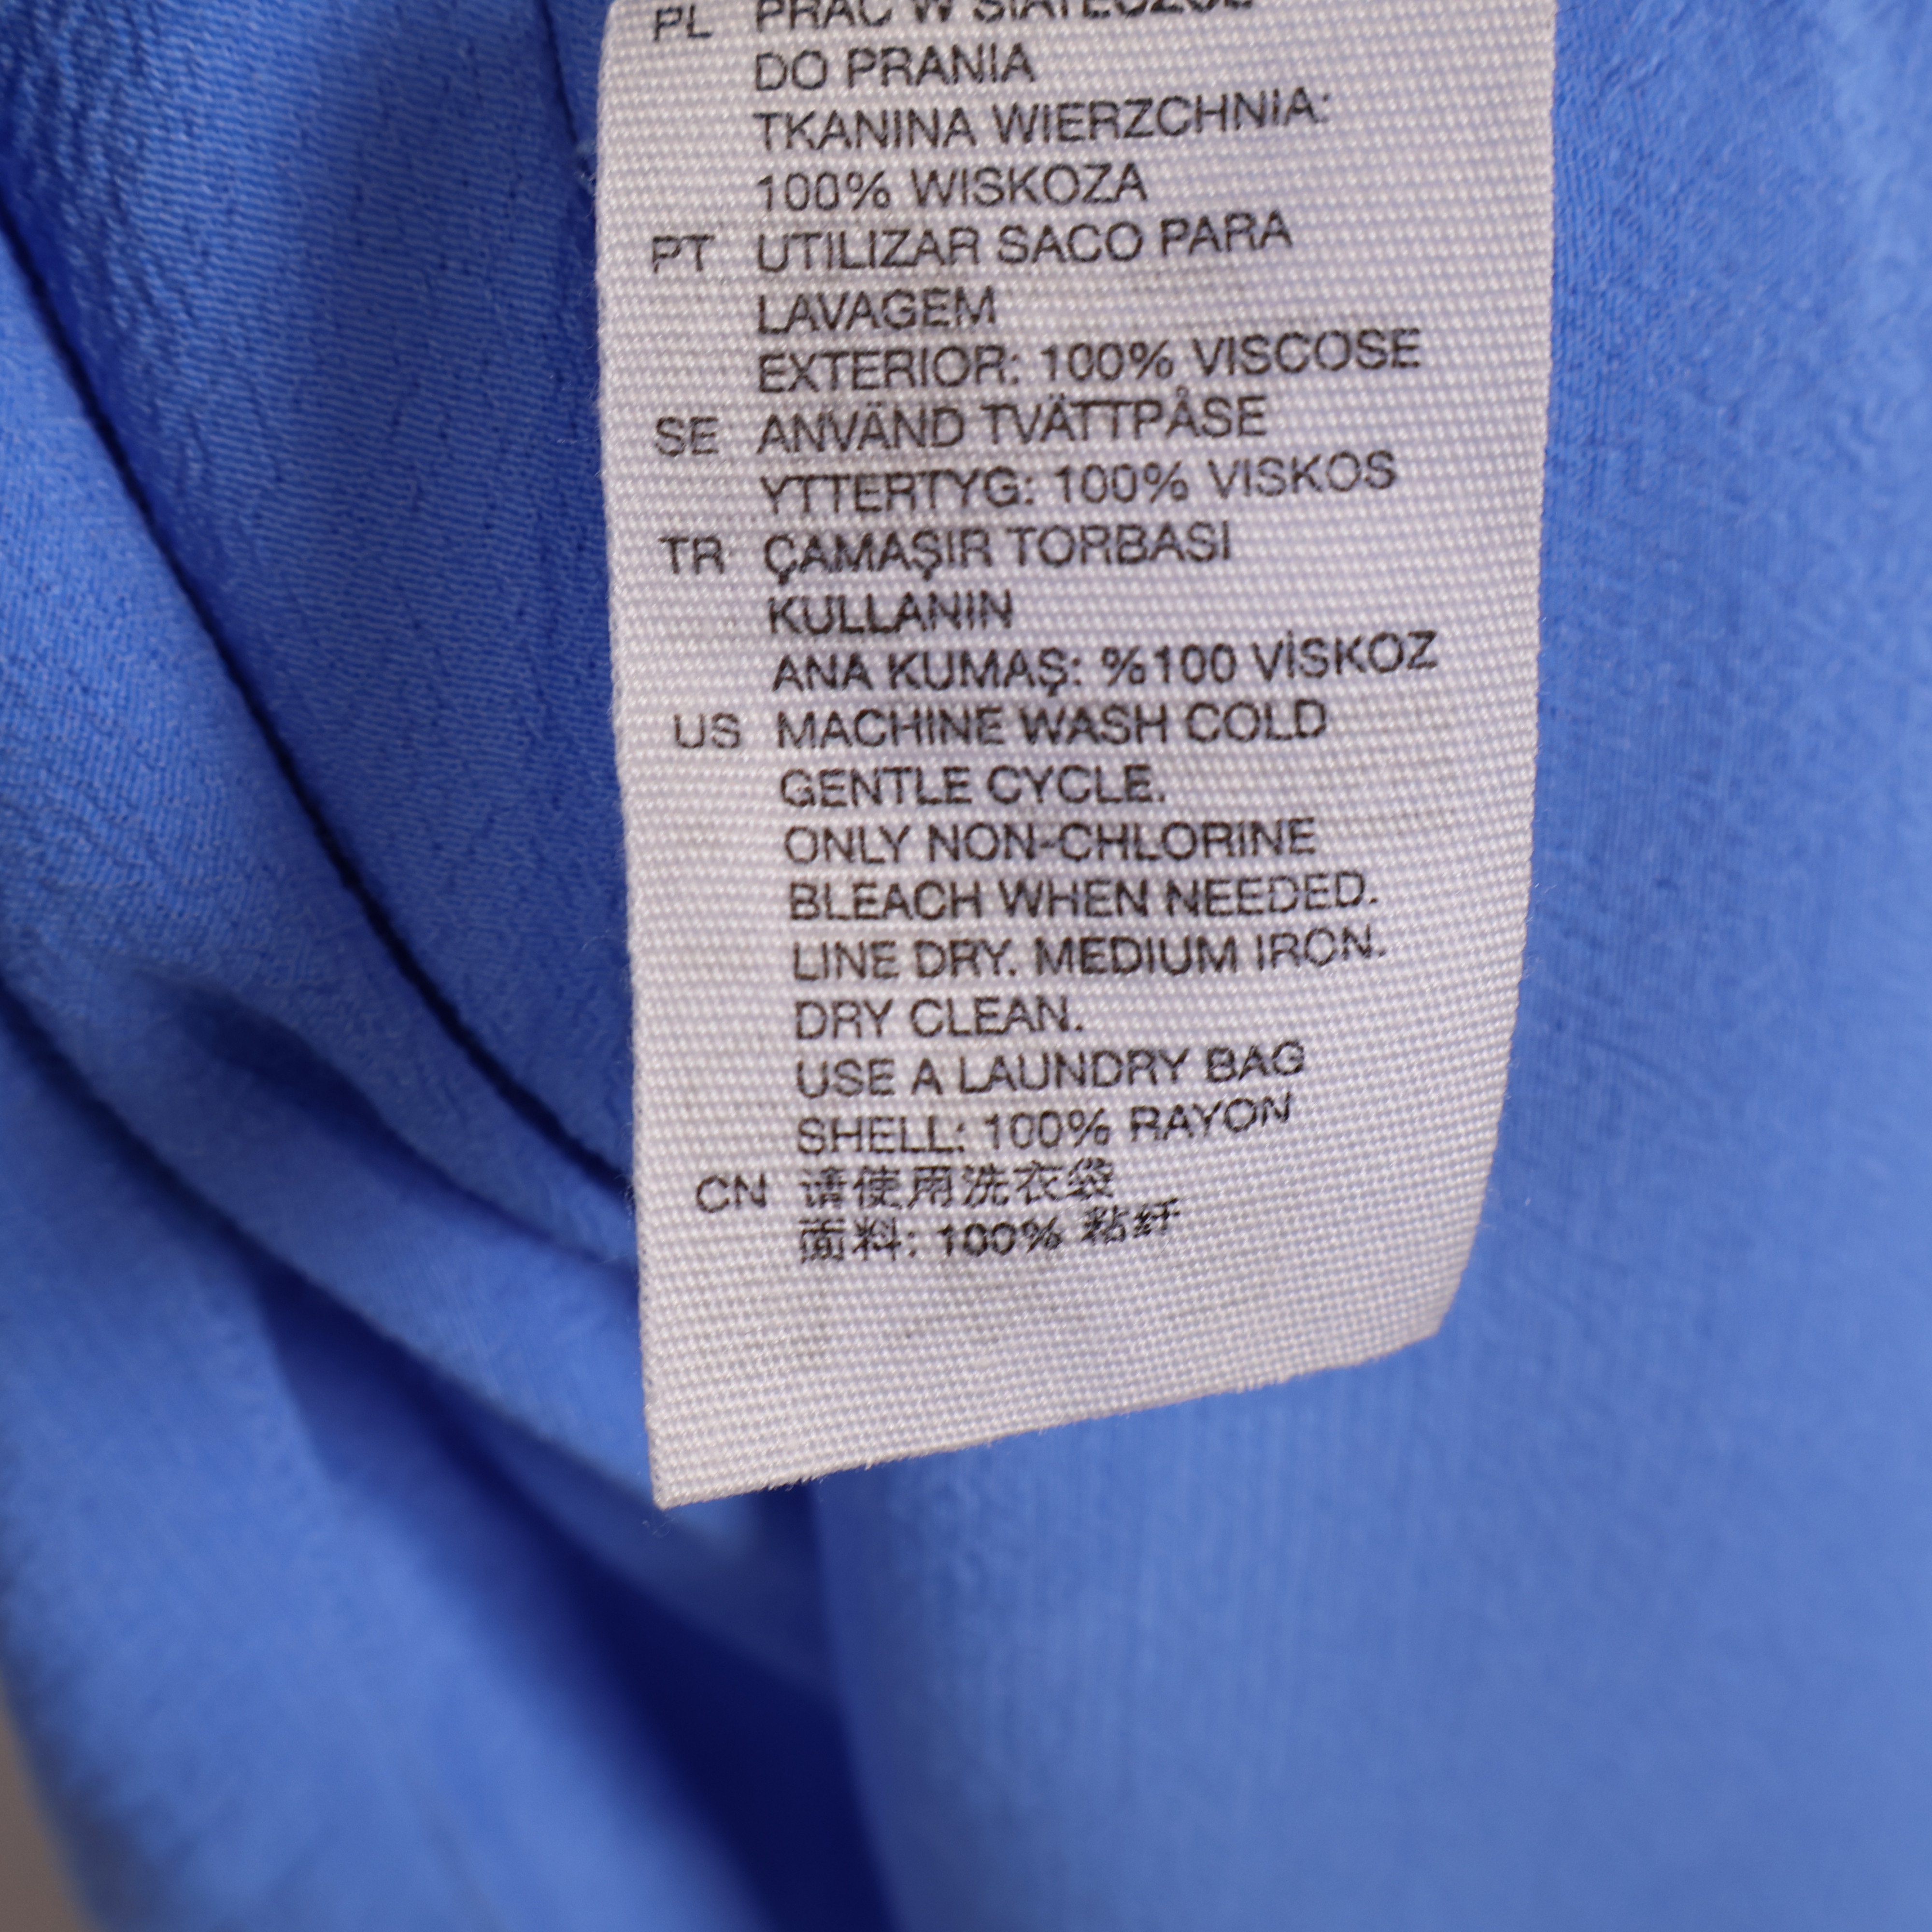 PL PRAĆ W SIATECZCE
DO PRANIA
TKANINA WIERZCHNIA:
100% WISKOZA
PT UTILIZAR SACO PARA
LAVAGEM
EXTERIOR: 100% VISCOSE
SE ANVÄND TVÄTTPÅSE
YTTERTYG: 100% VISKOS
TR ÇAMAŞIR TORBASI
KULLANIN
ANA KUMAŞ: %100 VİSKOZ
US MACHINE WASH COLD
GENTLE CYCLE.
ONLY NON-CHLORINE
BLEACH WHEN NEEDED.
LINE DRY. MEDIUM IRON.
DRY CLEAN.
USE A LAUNDRY BAG
SHELL: 100% RAYON
CN 请使用洗衣袋
面料: 100% 粘纤